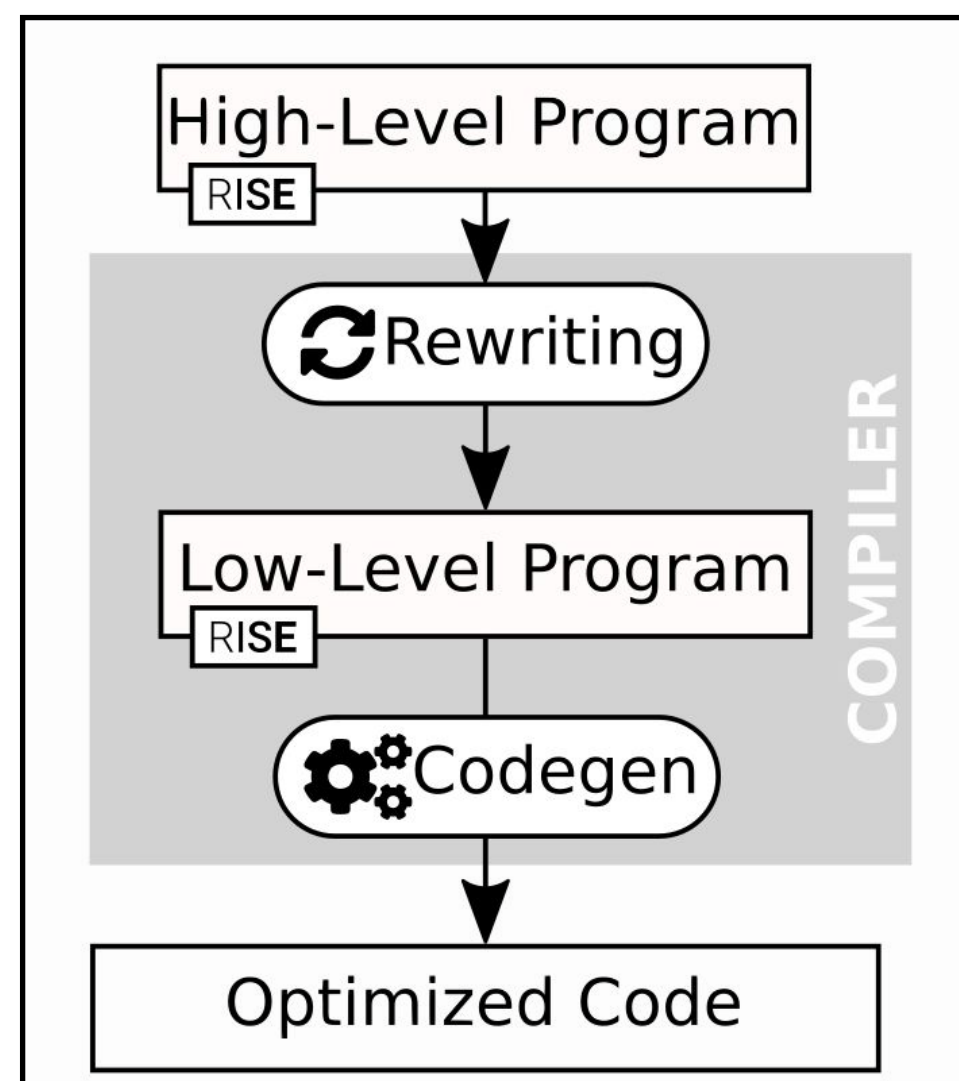 High-Level Program
RISE
Rewriting
COMPILER
Low-Level Program
RISE
Codegen
Optimized Code